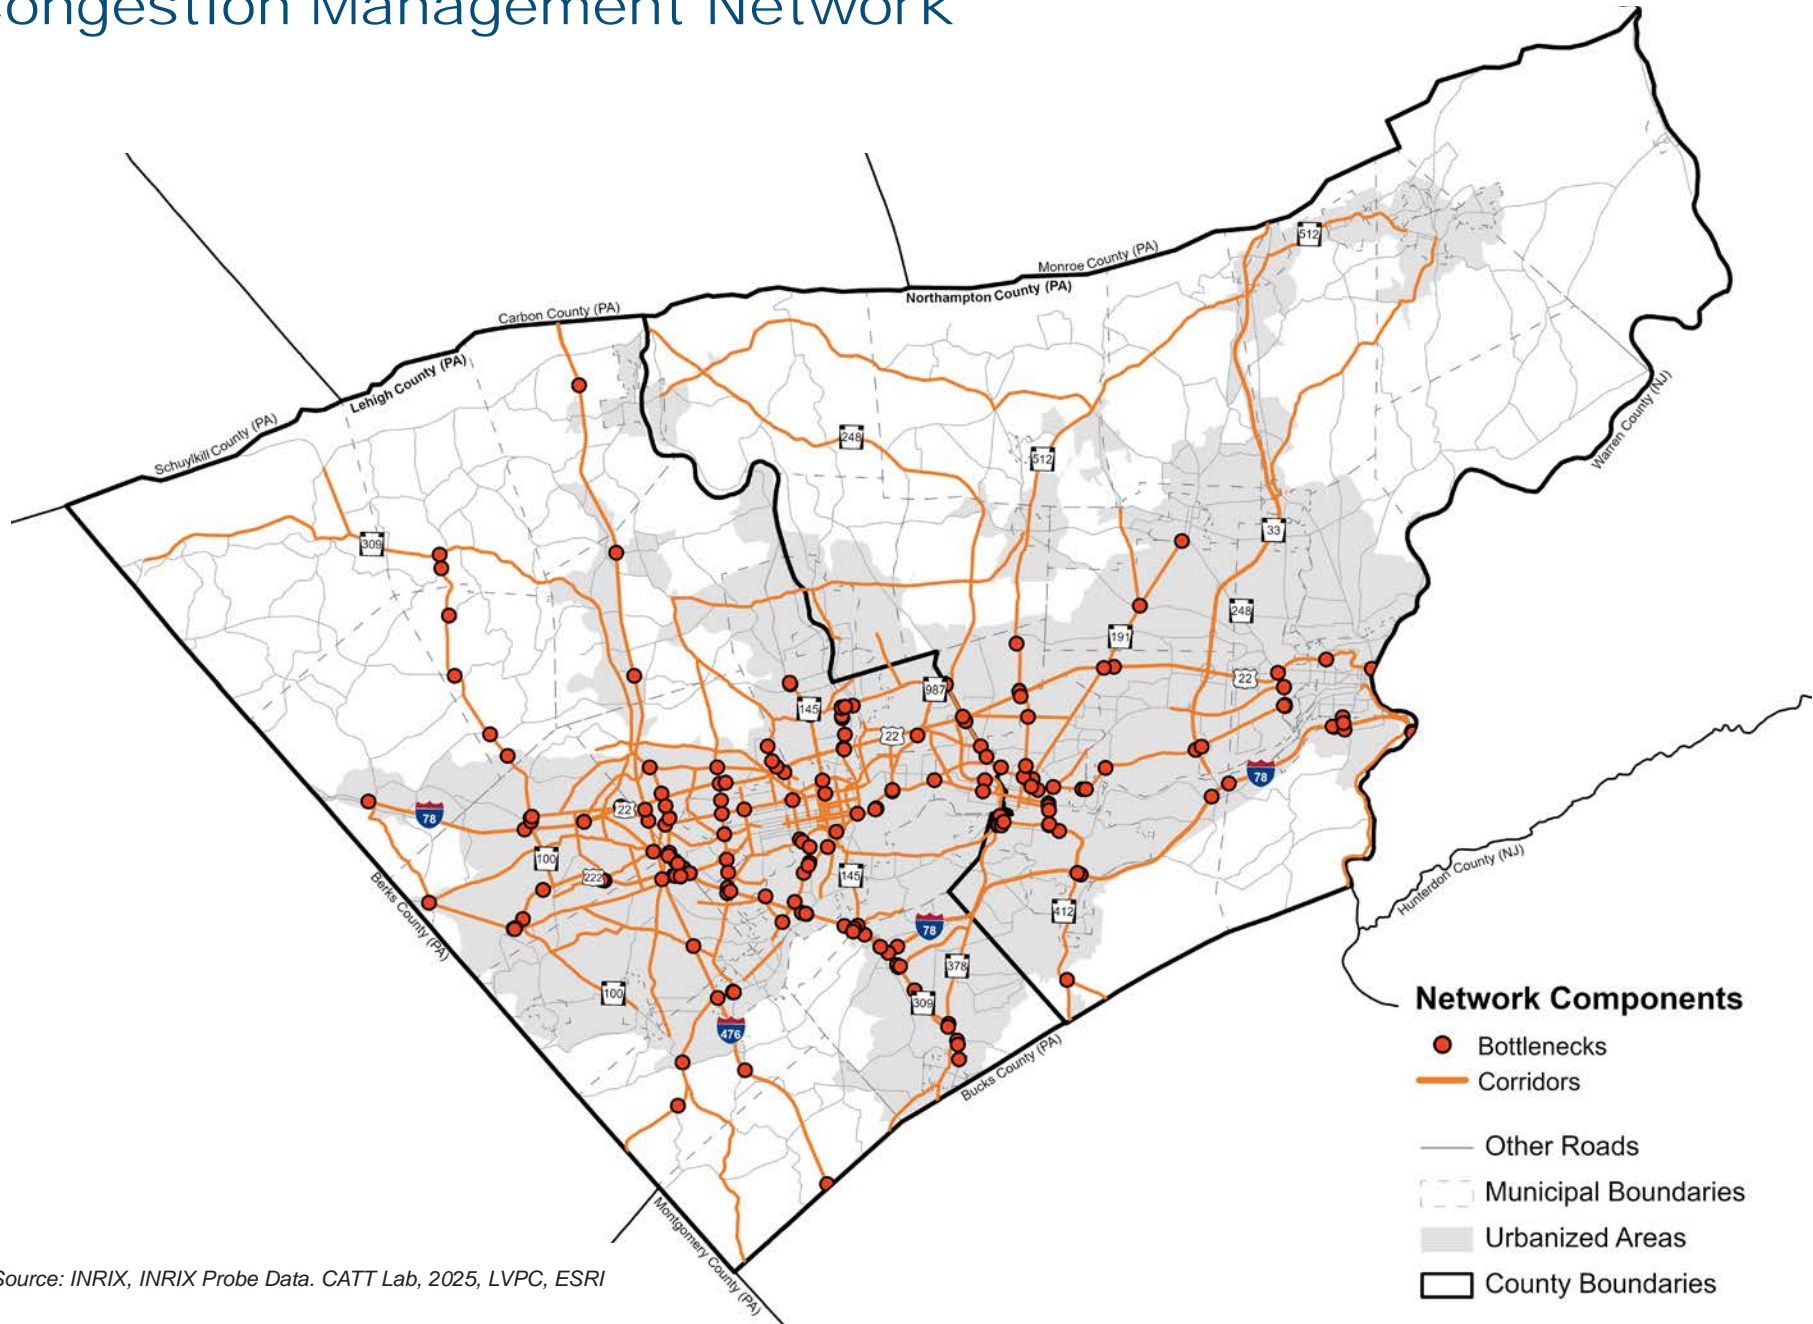 ongestion Management Network
Monroe County (PA)
Northampton County (PA)
Carbon County (PA)
Lehigh County (PA)
Schuylkill County (PA)
Warren County (NJ)
Hunterdon County (NJ)
Berks County (PA)
Bucks County (PA)
Montgomery County (PA)
512
248
512
309
33
248
191
22
987
145
22
78
78
22
100
222
145
412
78
378
100
309
476
Network Components
Bottlenecks
Corridors
Other Roads
Municipal Boundaries
Urbanized Areas
County Boundaries
Source: INRIX, INRIX Probe Data. CATT Lab, 2025, LVPC, ESRI